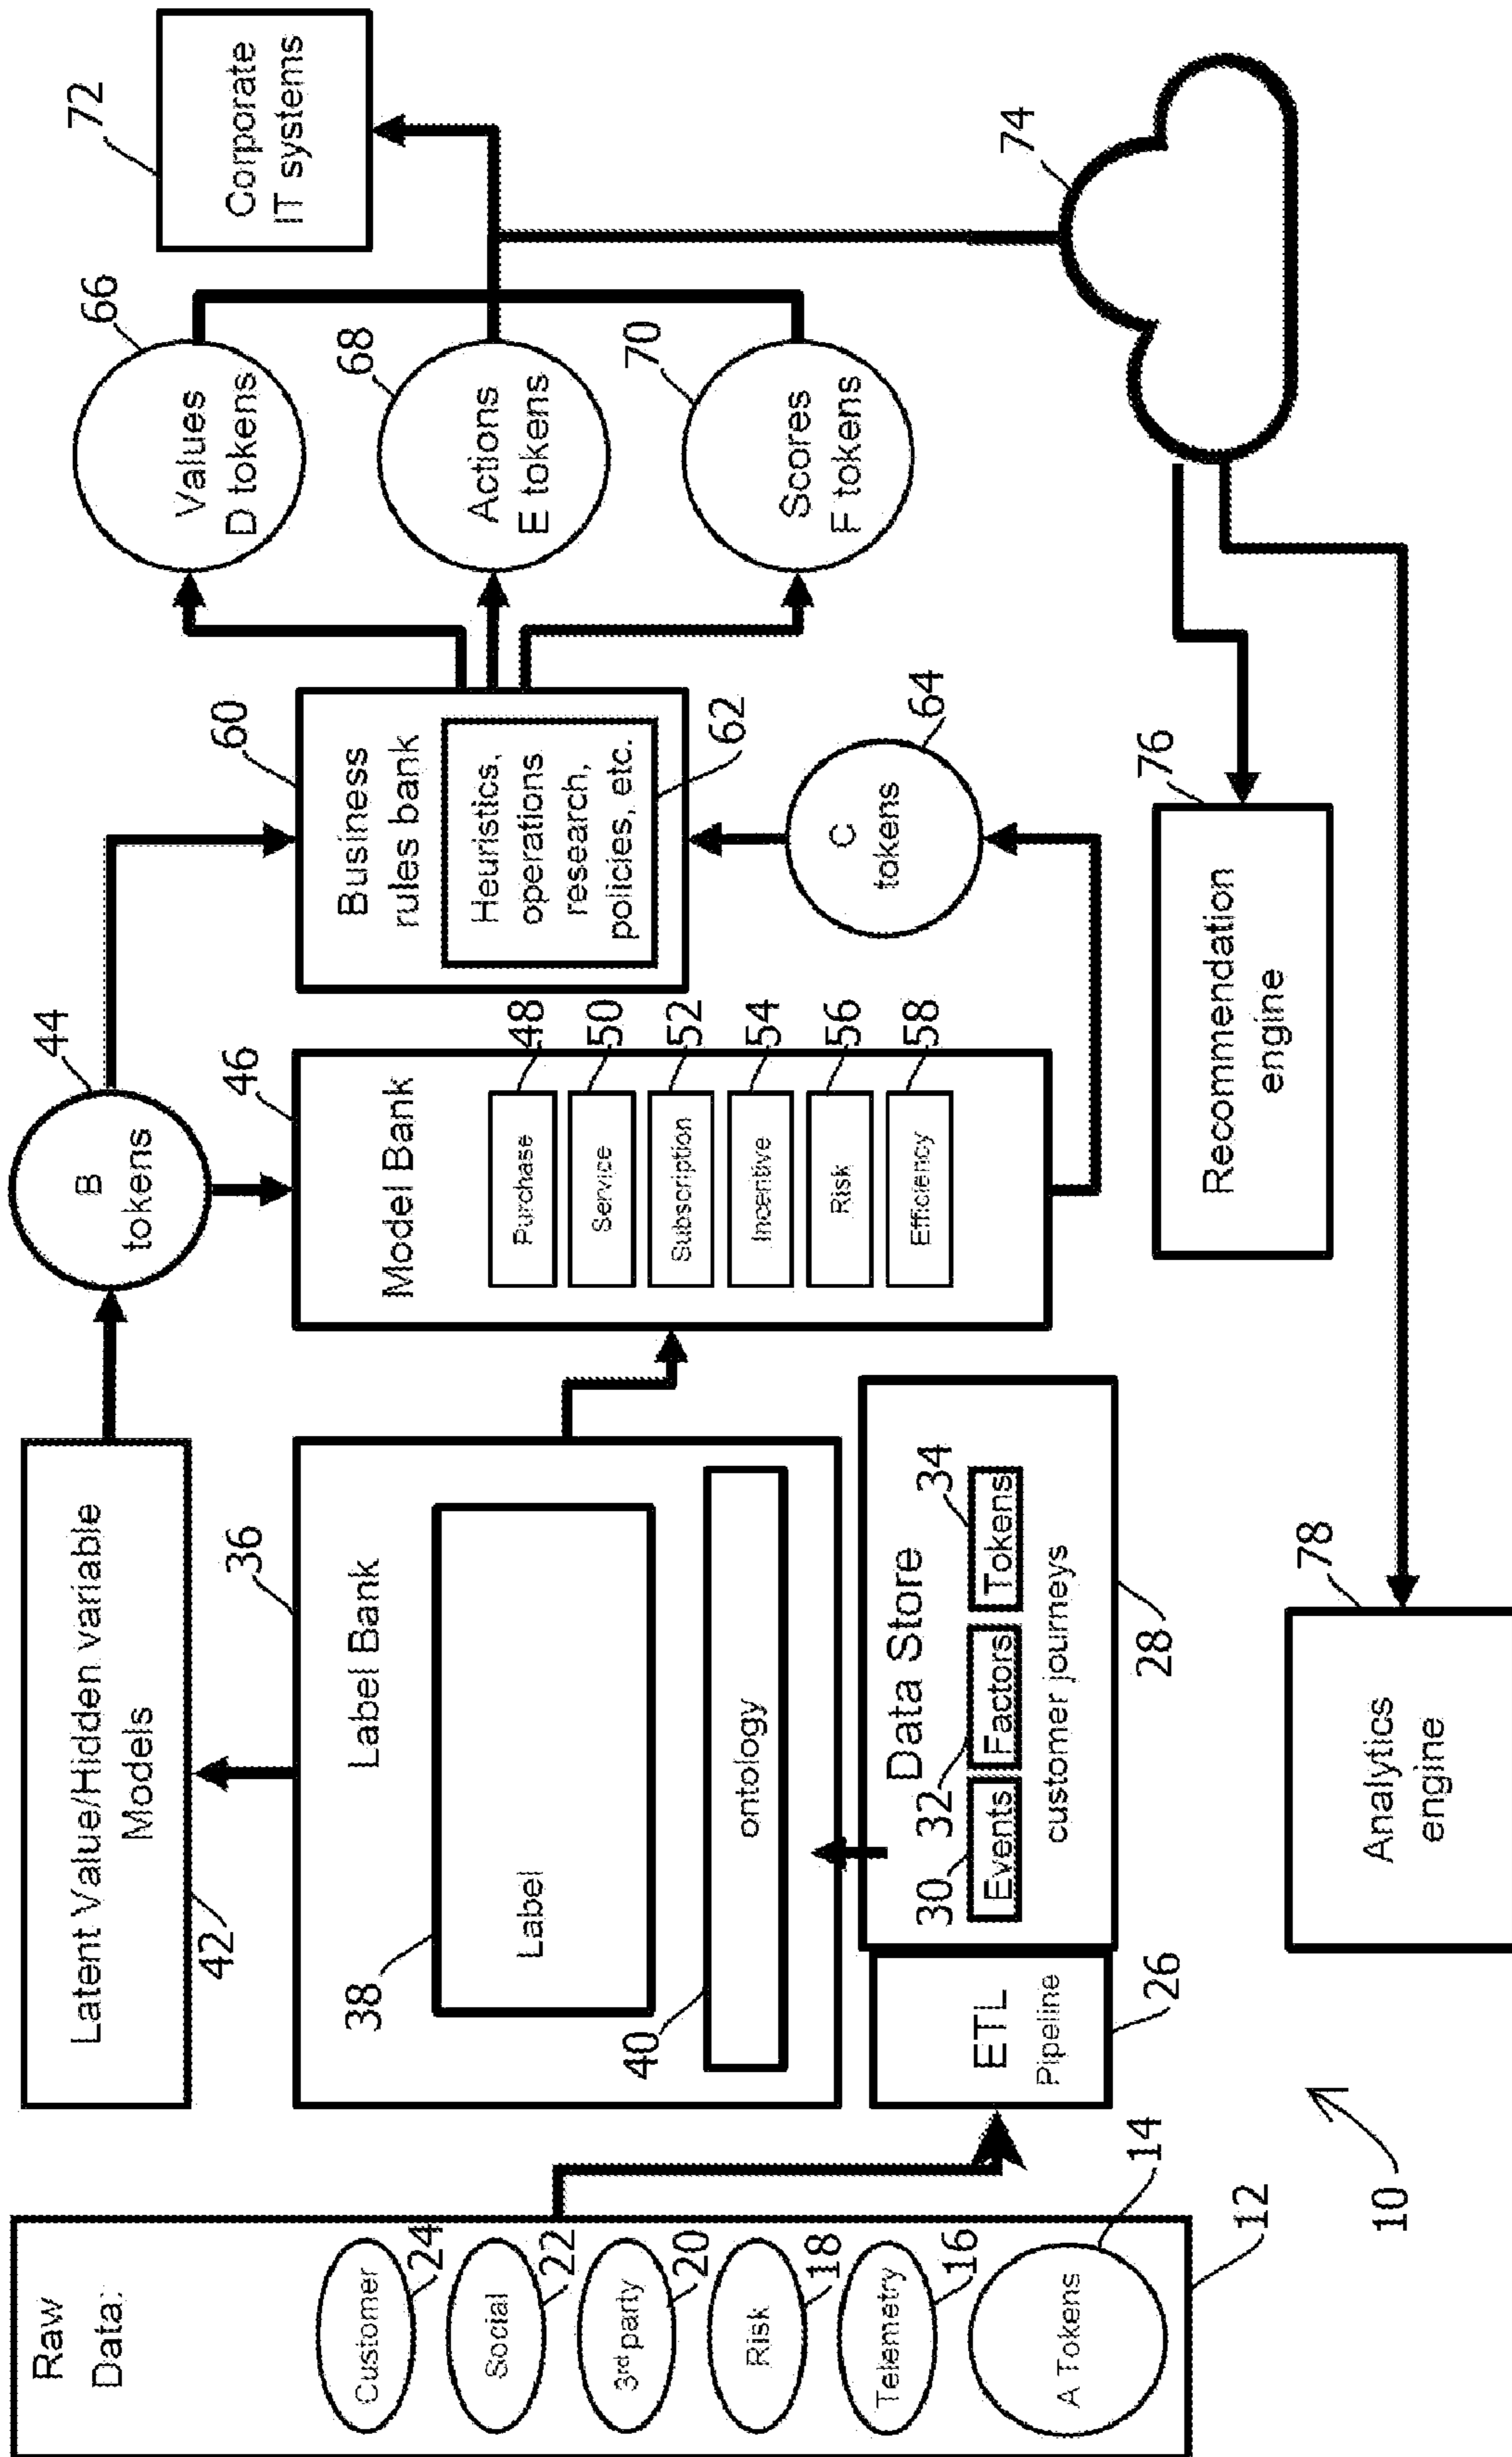 Raw
Data:
Customer
24
Social
22
3rd party
20
Risk
18
Telemetry
16
A Tokens
14
12
10
Latent Value/Hidden variable
Models
42
36
Label Bank
38
Label
40
ontology
ETL
Pipeline
26
Data Store
30
Events
32
Factors
34
Tokens
customer journeys
28
44
B
tokens
46
Model Bank
Purchase
48
Service
50
Subscription
52
Incentive
54
Risk
56
Efficiency
58
60
Business
rules bank
Heuristics,
operations
research,
policies, etc.
62
C
tokens
64
66
Values
D tokens
68
Actions
E tokens
70
Scores
F tokens
72
Corporate
IT systems
74
76
Recommendation
engine
78
Analytics
engine